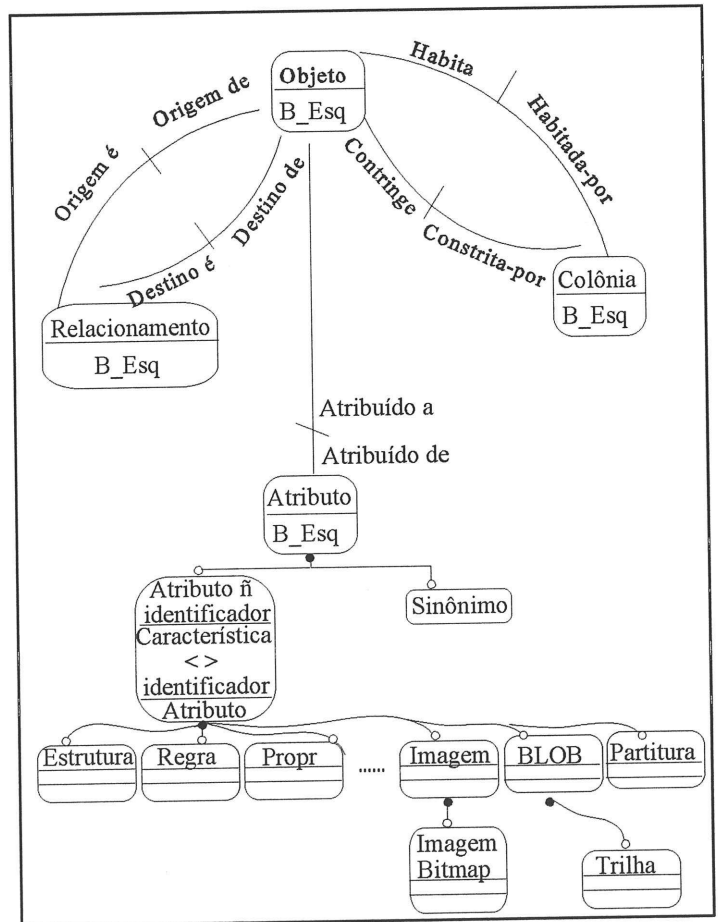 Habita
Objeto
B_Esq
Origem de
Habitada-por
Origem é
Contringe
Destino de
Constrita-por
Destino é
Colônia
B_Esq
Relacionamento
B_Esq
Atribuído a
Atribuído de
Atributo
B_Esq
Atributo ñ
identificador
Característica
<>
identificador
Atributo
Sinônimo
Estrutura
Regra
Propr
......
Imagem
BLOB
Partitura
Imagem
Bitmap
Trilha